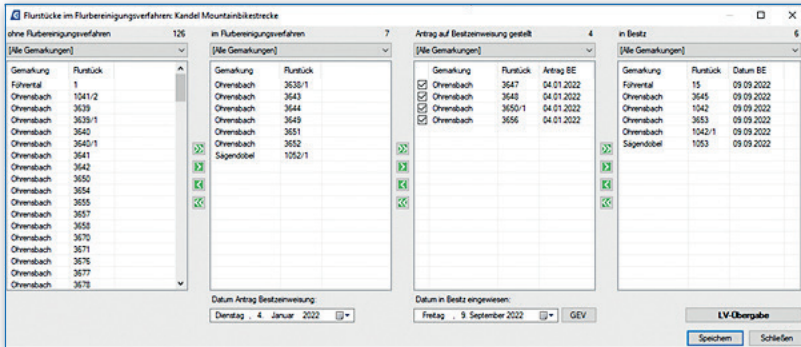 Flurstücke im Flurbereinigungsverfahren: Kandel Mountainbikestrecke
ohne Flurbereinigungsverfahren 126
[Alle Gemarkungen]
Gemarkung Flurstück
Föhrental 1
Ohrensbach 1041/2
Ohrensbach 3639
Ohrensbach 3639/1
Ohrensbach 3640
Ohrensbach 3640/1
Ohrensbach 3641
Ohrensbach 3642
Ohrensbach 3650
Ohrensbach 3654
Ohrensbach 3655
Ohrensbach 3657
Ohrensbach 3658
Ohrensbach 3670
Ohrensbach 3671
Ohrensbach 3676
Ohrensbach 3677
Ohrensbach 3678
im Flurbereinigungsverfahren 7
[Alle Gemarkungen]
Gemarkung Flurstück
Ohrensbach 3638/1
Ohrensbach 3643
Ohrensbach 3644
Ohrensbach 3649
Ohrensbach 3651
Ohrensbach 3652
Sägendobel 1052/1
Datum Antrag Besitzeinweisung:
Dienstag , 4. Januar 2022
Antrag auf Besitzeinweisung gestellt 4
[Alle Gemarkungen]
Gemarkung Flurstück Antrag BE
Ohrensbach 3647 04.01.2022
Ohrensbach 3648 04.01.2022
Ohrensbach 3650/1 04.01.2022
Ohrensbach 3656 04.01.2022
Datum in Besitz eingewiesen:
Freitag , 9. September 2022
GEV
in Besitz 6
[Alle Gemarkungen]
Gemarkung Flurstück Datum BE
Föhrental 15 09.09.2022
Ohrensbach 3645 09.09.2022
Ohrensbach 1042 09.09.2022
Ohrensbach 3653 09.09.2022
Ohrensbach 1042/1 09.09.2022
Sägendobel 1053 09.09.2022
LV-Übergabe
Speichern Schließen